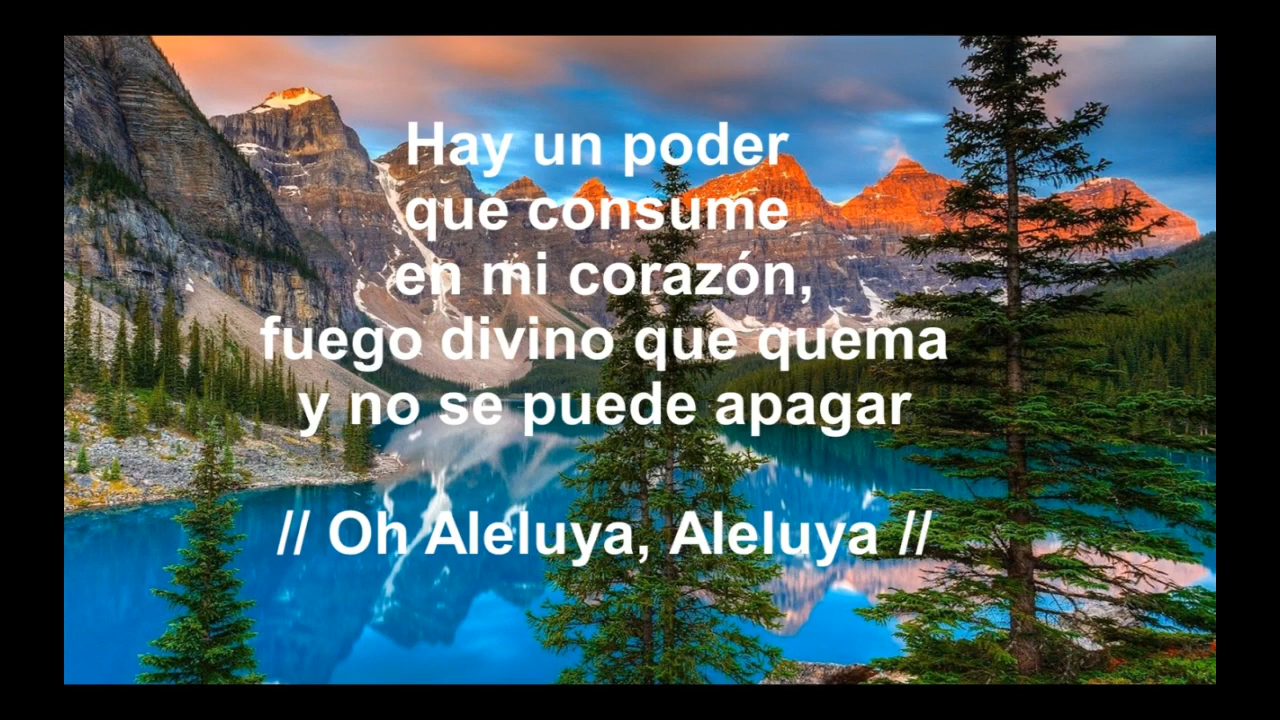 Hay un poder
que consume
en mi corazón,
fuego divino que quema
y no se puede apagar
// Oh Aleluya, Aleluya //